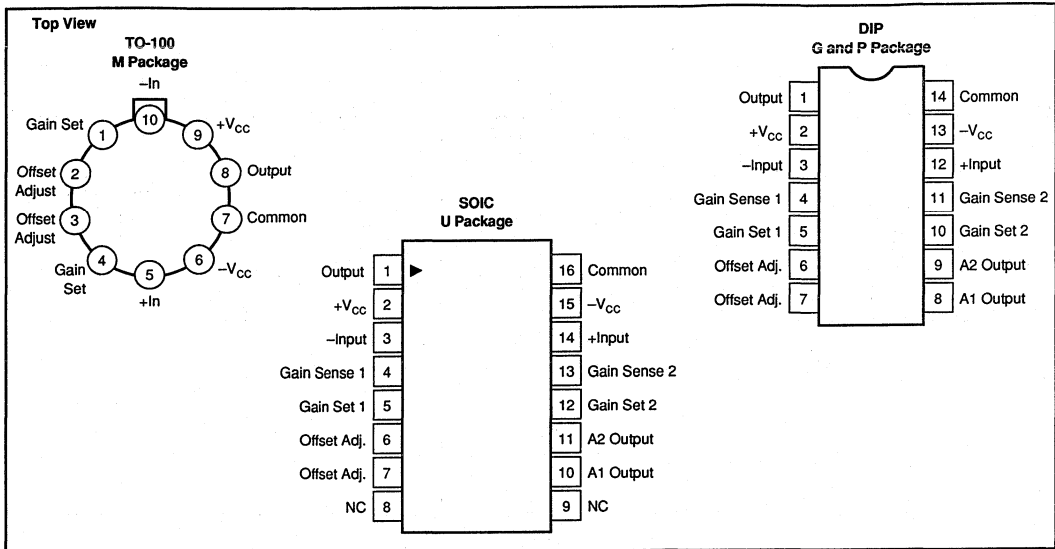 Top View
TO-100
M Package
–In
10
Gain Set 1
9 +VCC
Offset Adjust 2
8 Output
Offset Adjust 3
7 Common
Gain Set 4
6 –VCC
5
+In
SOIC
U Package
Output 1
16 Common
+VCC 2
15 –VCC
–Input 3
14 +Input
Gain Sense 1 4
13 Gain Sense 2
Gain Set 1 5
12 Gain Set 2
Offset Adj. 6
11 A2 Output
Offset Adj. 7
10 A1 Output
NC 8
9 NC
DIP
G and P Package
Output 1
14 Common
+VCC 2
13 –VCC
–Input 3
12 +Input
Gain Sense 1 4
11 Gain Sense 2
Gain Set 1 5
10 Gain Set 2
Offset Adj. 6
9 A2 Output
Offset Adj. 7
8 A1 Output